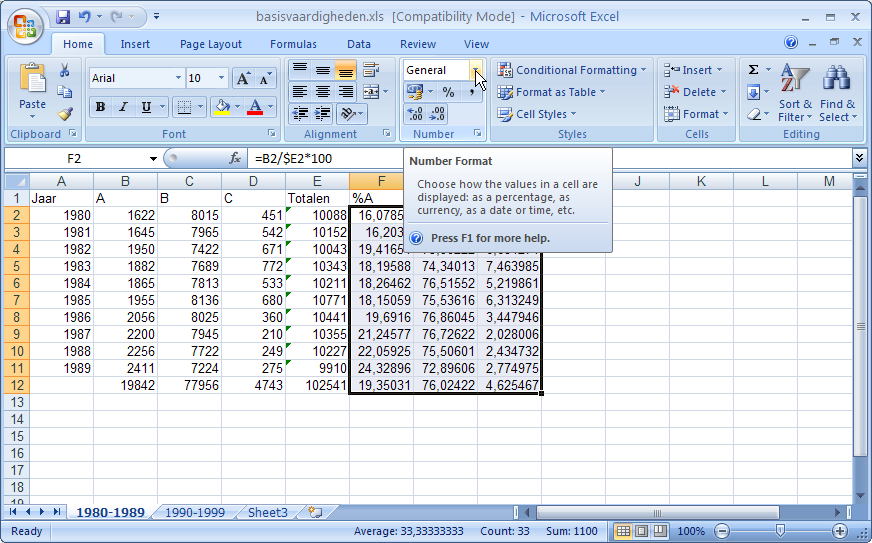 basisvaardigheden.xls [Compatibility Mode] - Microsoft Excel
Home Insert Page Layout Formulas Data Review View
Paste
Clipboard
Arial 10
B I U
Font
Alignment
General
%
Number
Conditional Formatting
Format as Table
Cell Styles
Styles
Insert
Delete
Format
Cells
Sort & Filter
Find & Select
Editing
F2 fx =B2/$E2*100
Number Format
Choose how the values in a cell are
displayed: as a percentage, as
currency, as a date or time, etc.
Press F1 for more help.
A B C D E F J K L M
1 Jaar A B C Totalen %A
2 1980 1622 8015 451 10088 16,0785
3 1981 1645 7965 542 10152 16,203
4 1982 1950 7422 671 10043 19,4165
5 1983 1882 7689 772 10343 18,19588 74,34013 7,463985
6 1984 1865 7813 533 10211 18,26462 76,51552 5,219861
7 1985 1955 8136 680 10771 18,15059 75,53616 6,313249
8 1986 2056 8025 360 10441 19,6916 76,86045 3,447946
9 1987 2200 7945 210 10355 21,24577 76,72622 2,028006
10 1988 2256 7722 249 10227 22,05925 75,50601 2,434732
11 1989 2411 7224 275 9910 24,32896 72,89606 2,774975
12 19842 77956 4743 102541 19,35031 76,02422 4,625467
13
14
15
16
17
18
1980-1989 1990-1999 Sheet3
Ready Average: 33,33333333 Count: 33 Sum: 1100 100%